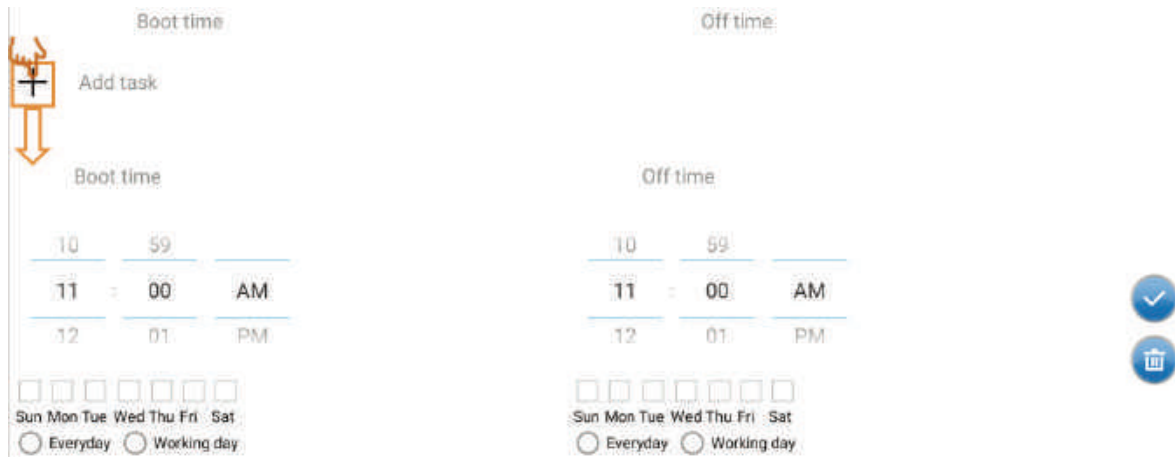 Boot time Off time
Add task
Boot time Off time
10 59 10 59
11 : 00 AM 11 : 00 AM
12 01 PM 12 01 PM
Sun Mon Tue Wed Thu Fri Sat Sun Mon Tue Wed Thu Fri Sat
Everyday Working day Everyday Working day